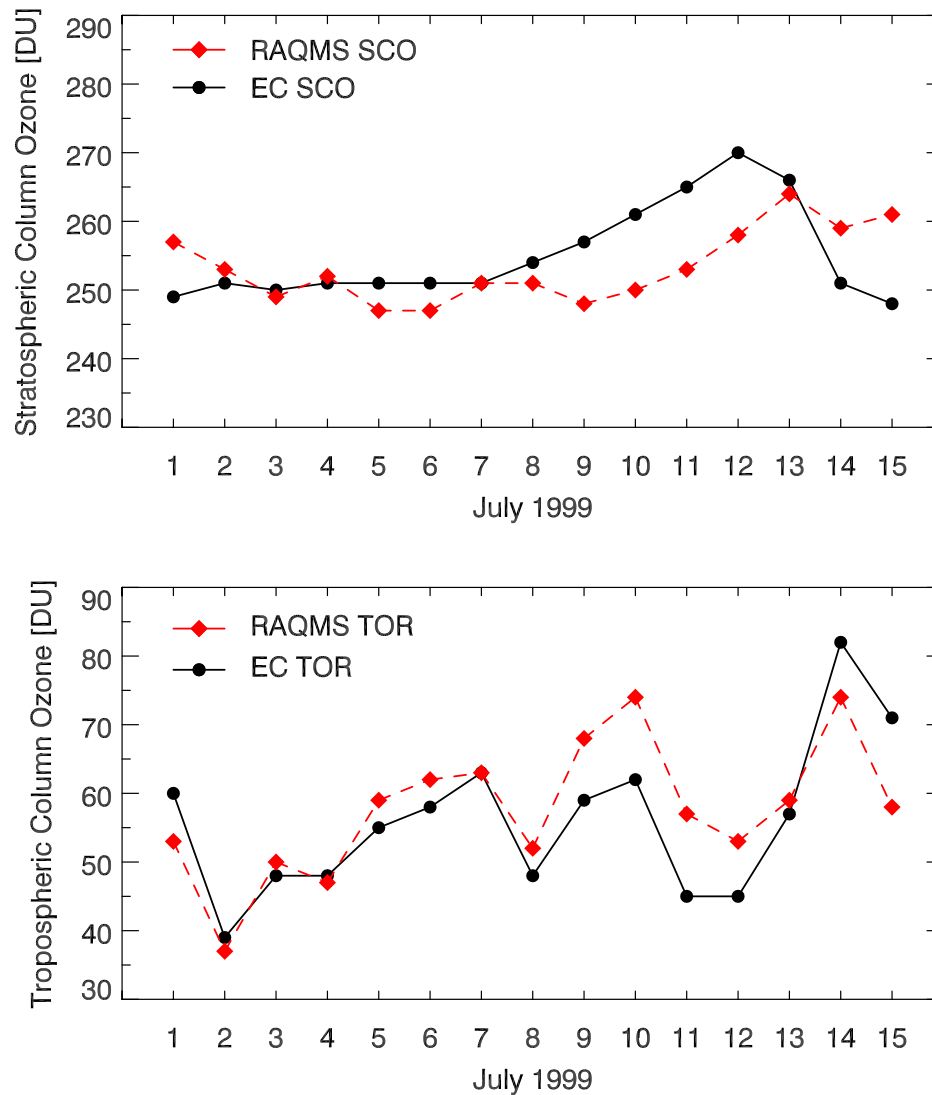 Stratospheric Column Ozone [DU]
290
280
270
260
250
240
230
RAQMS SCO
EC SCO
1 2 3 4 5 6 7 8 9 10 11 12 13 14 15
July 1999
Tropospheric Column Ozone [DU]
90
80
70
60
50
40
30
RAQMS TOR
EC TOR
1 2 3 4 5 6 7 8 9 10 11 12 13 14 15
July 1999